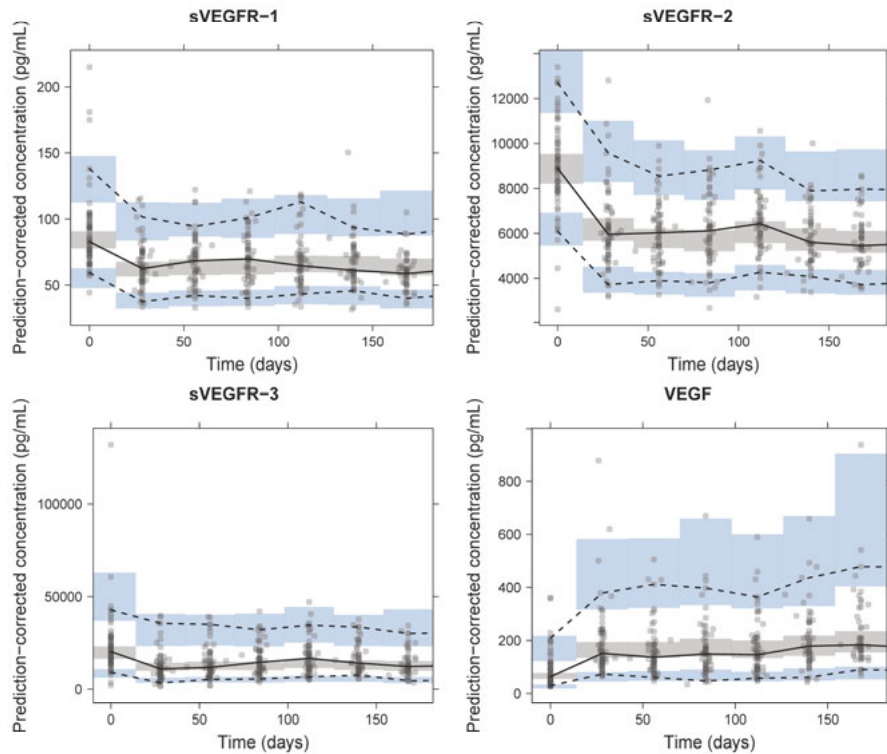 sVEGFR−1
Prediction−corrected concentration (pg/mL)
200
150
100
50
0
50
100
150
Time (days)
sVEGFR−2
Prediction−corrected concentration (pg/mL)
12000
10000
8000
6000
4000
0
50
100
150
Time (days)
sVEGFR−3
Prediction−corrected concentration (pg/mL)
100000
50000
0
0
50
100
150
Time (days)
VEGF
Prediction−corrected concentration (pg/mL)
800
600
400
200
0
0
50
100
150
Time (days)